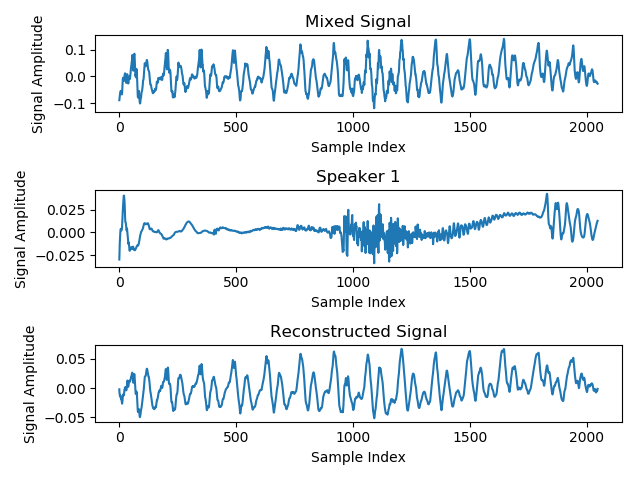 Mixed Signal
Signal Amplitude
0.1
0.0
−0.1
0
500
1000
1500
2000
Sample Index
Speaker 1
Signal Amplitude
0.025
0.000
−0.025
0
500
1000
1500
2000
Sample Index
Reconstructed Signal
Signal Amplitude
0.05
0.00
−0.05
0
500
1000
1500
2000
Sample Index